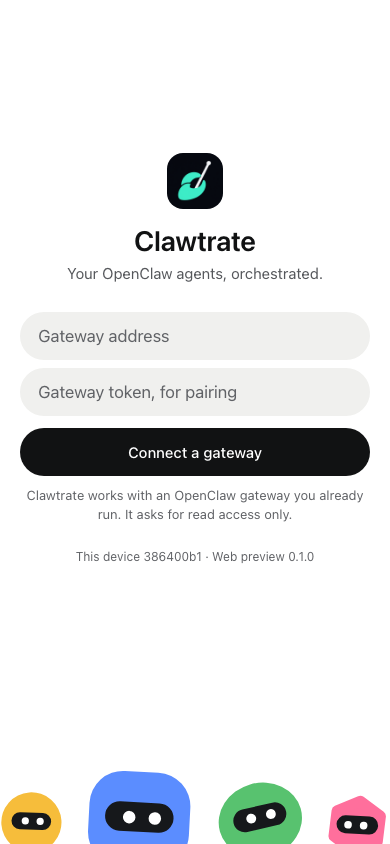 Clawtrate
Your OpenClaw agents, orchestrated.
Gateway address
Gateway token, for pairing
Connect a gateway
Clawtrate works with an OpenClaw gateway you already
run. It asks for read access only.
This device 386400b1 · Web preview 0.1.0